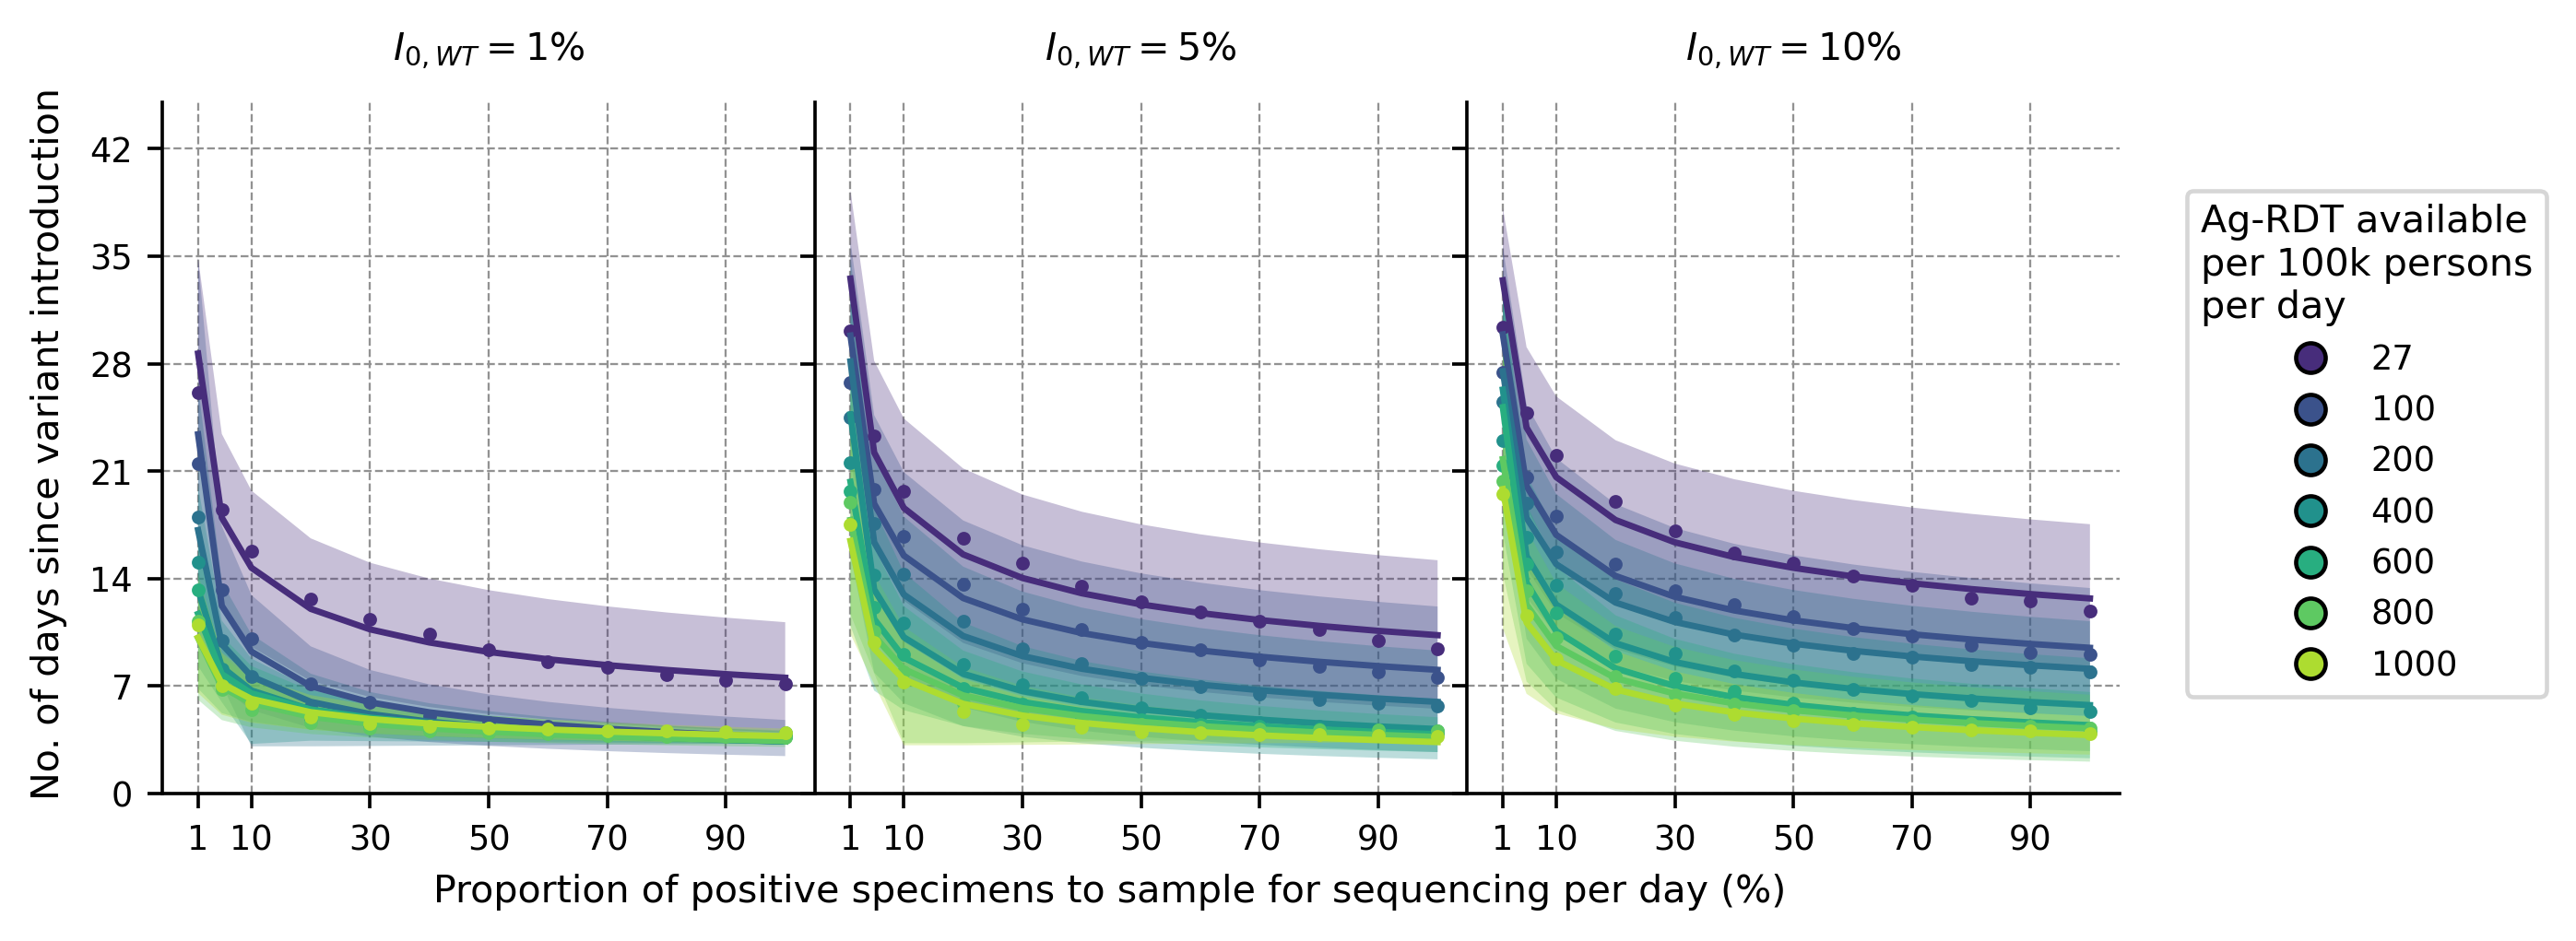 I0,WT = 1%
I0,WT = 5%
I0,WT = 10%
No. of days since variant introduction
42
35
28
21
14
7
0
1 10 30 50 70 90
1 10 30 50 70 90
1 10 30 50 70 90
Proportion of positive specimens to sample for sequencing per day (%)
Ag-RDT available
per 100k persons
per day
27
100
200
400
600
800
1000